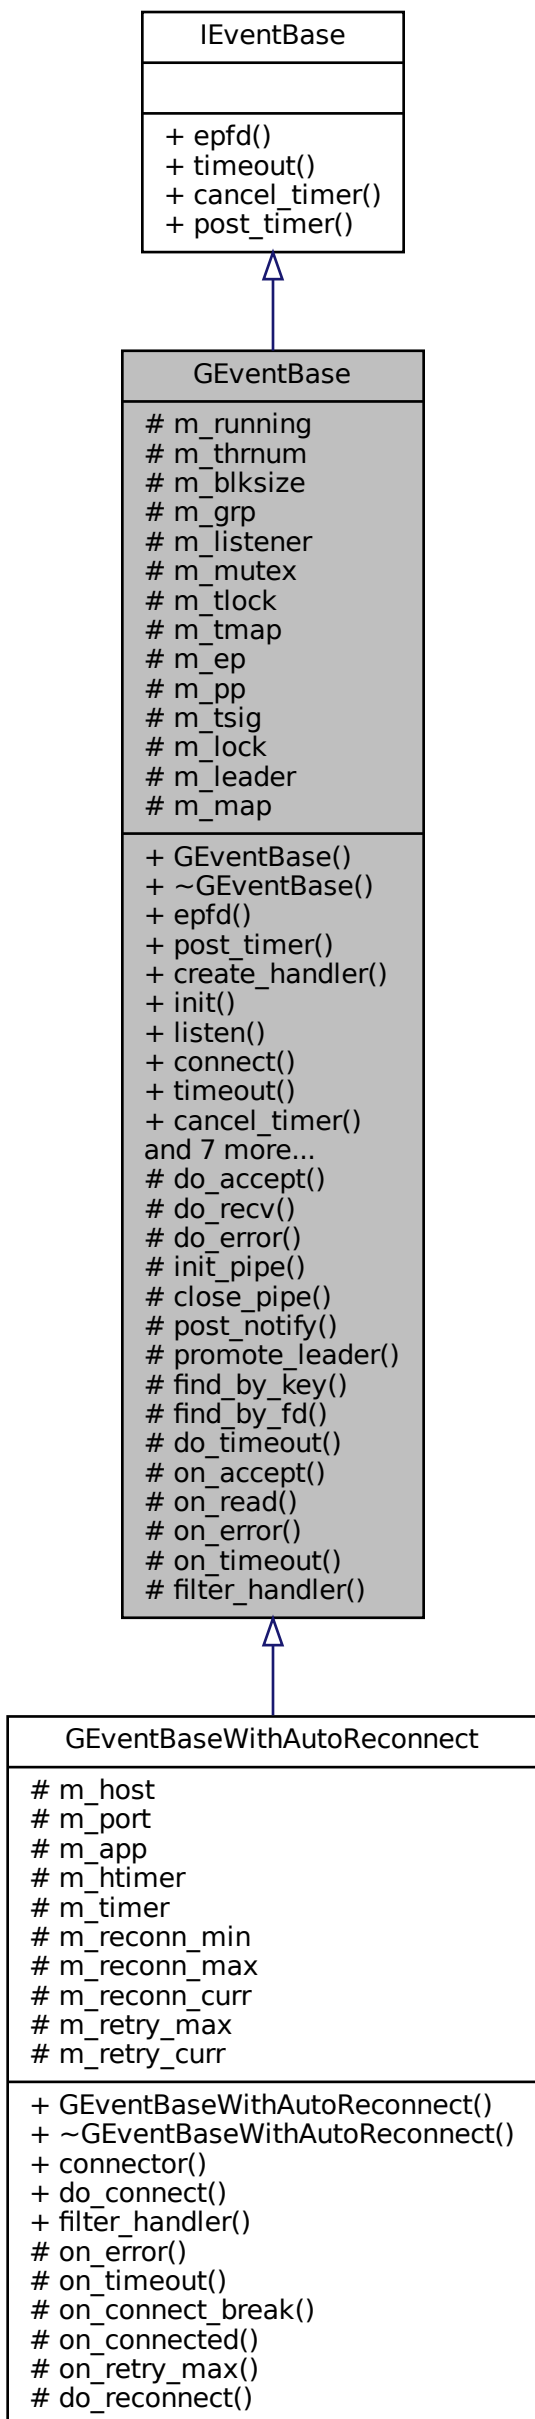 IEventBase
+ epfd()
+ timeout()
+ cancel_timer()
+ post_timer()
GEventBase
# m_running
# m_thrnum
# m_blksize
# m_grp
# m_listener
# m_mutex
# m_tlock
# m_tmap
# m_ep
# m_pp
# m_tsig
# m_lock
# m_leader
# m_map
+ GEventBase()
+ ~GEventBase()
+ epfd()
+ post_timer()
+ create_handler()
+ init()
+ listen()
+ connect()
+ timeout()
+ cancel_timer()
and 7 more...
# do_accept()
# do_recv()
# do_error()
# init_pipe()
# close_pipe()
# post_notify()
# promote_leader()
# find_by_key()
# find_by_fd()
# do_timeout()
# on_accept()
# on_read()
# on_error()
# on_timeout()
# filter_handler()
GEventBaseWithAutoReconnect
# m_host
# m_port
# m_app
# m_htimer
# m_timer
# m_reconn_min
# m_reconn_max
# m_reconn_curr
# m_retry_max
# m_retry_curr
+ GEventBaseWithAutoReconnect()
+ ~GEventBaseWithAutoReconnect()
+ connector()
+ do_connect()
+ filter_handler()
# on_error()
# on_timeout()
# on_connect_break()
# on_connected()
# on_retry_max()
# do_reconnect()